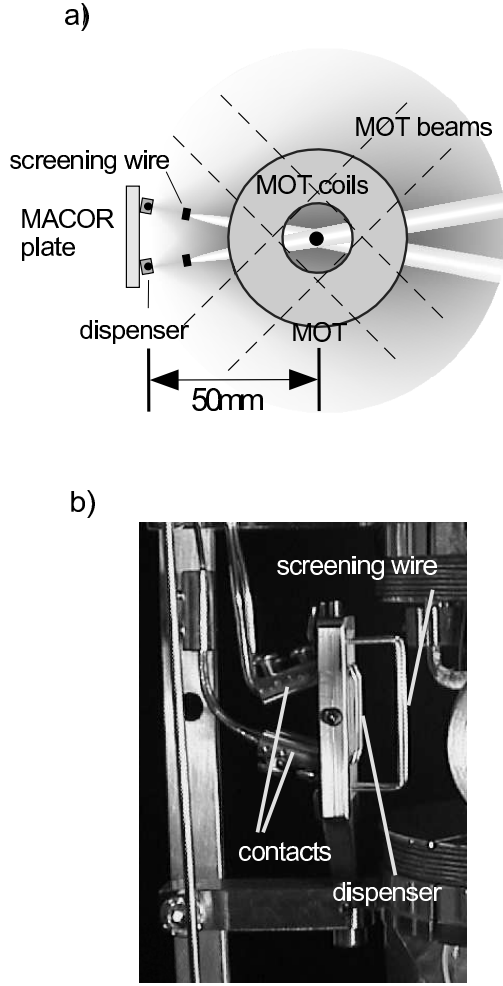 a)
MOT beams
screening wire
MOT coils
MACOR
plate
dispenser
MOT
50mm
b)
screening wire
contacts
dispenser